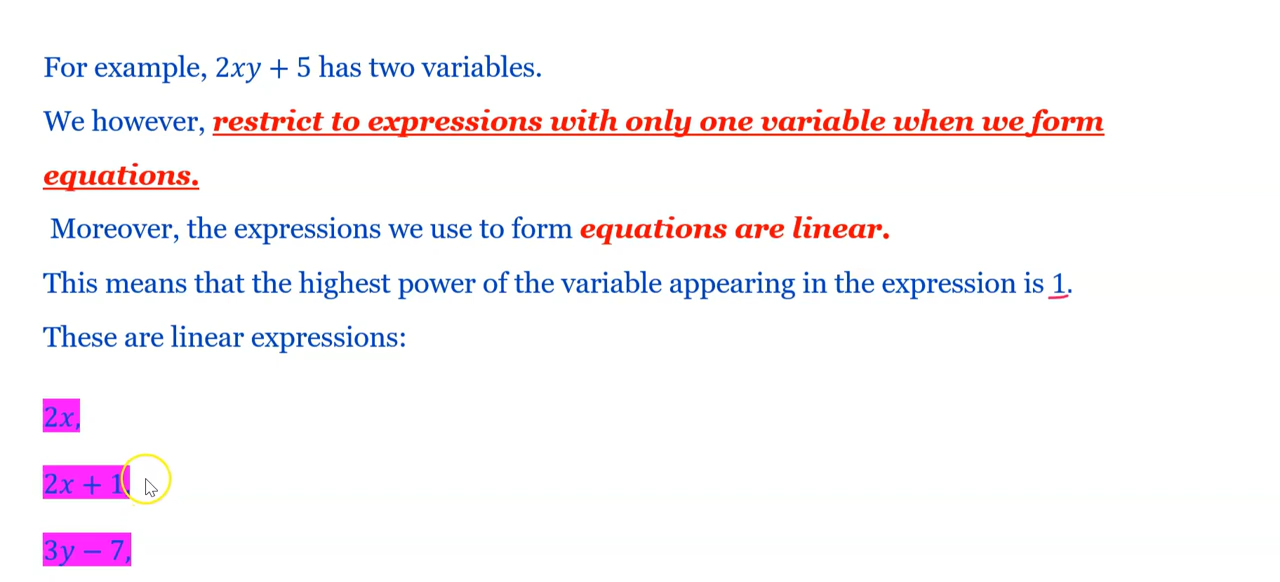 For example, 2xy + 5 has two variables.
We however, restrict to expressions with only one variable when we form
equations.
Moreover, the expressions we use to form equations are linear.
This means that the highest power of the variable appearing in the expression is 1.
These are linear expressions:
2x,
2x + 1,
3y − 7,